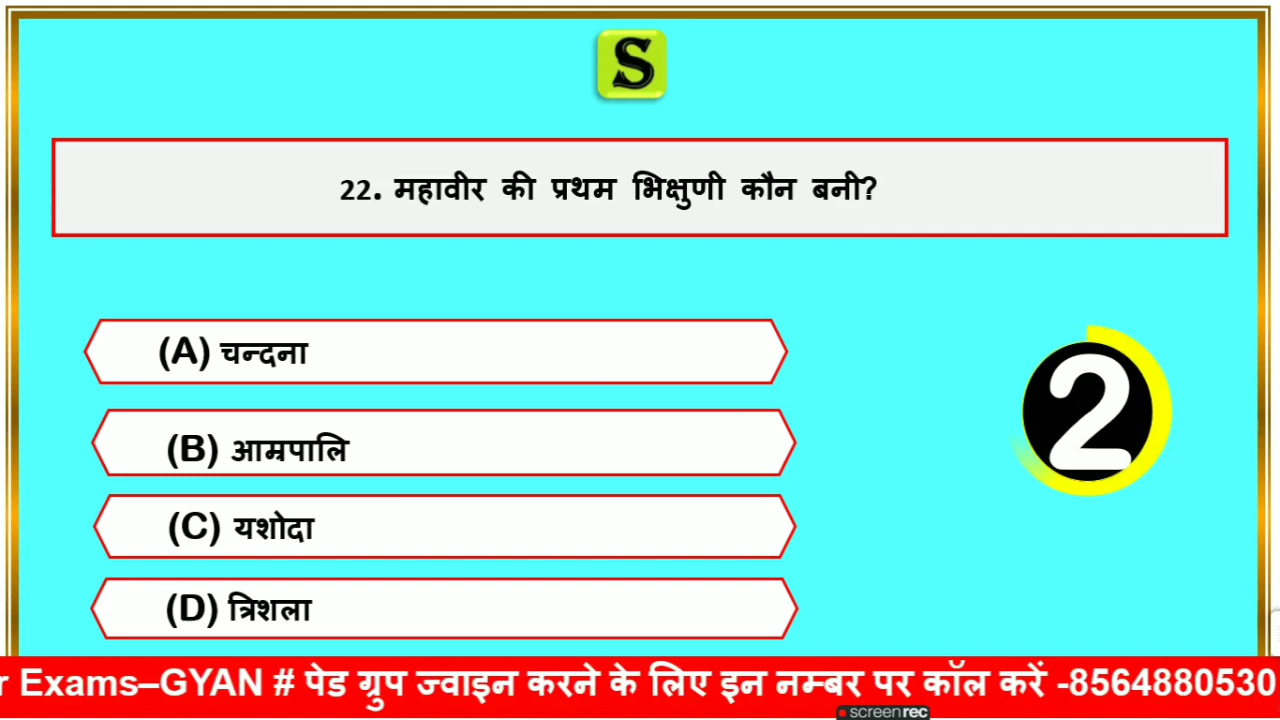 S
22. महावीर की प्रथम भिक्षुणी कौन बनी?
(A) चन्दना
(B) आम्रपालि
2
(C) यशोदा
(D) त्रिशला
r Exams–GYAN # पेड ग्रुप ज्वाइन करने के लिए इन नम्बर पर कॉल करें -8564880530
screenrec